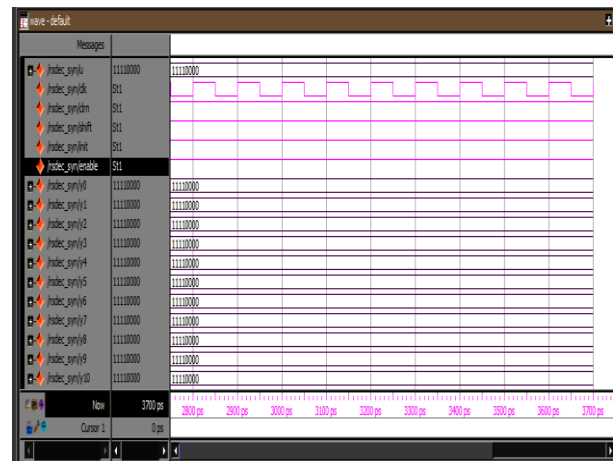 wave - default
Messages
/rsdec_syn/u 11110000 11110000
/rsdec_syn/clk St1
/rsdec_syn/clrn St1
/rsdec_syn/shift St1
/rsdec_syn/init St1
/rsdec_syn/enable St1
/rsdec_syn/y0 11110000 11110000
/rsdec_syn/y1 11110000 11110000
/rsdec_syn/y2 11110000 11110000
/rsdec_syn/y3 11110000 11110000
/rsdec_syn/y4 11110000 11110000
/rsdec_syn/y5 11110000 11110000
/rsdec_syn/y6 11110000 11110000
/rsdec_syn/y7 11110000 11110000
/rsdec_syn/y8 11110000 11110000
/rsdec_syn/y9 11110000 11110000
/rsdec_syn/y10 11110000 11110000
Now 3700 ps 2800 ps 2900 ps 3000 ps 3100 ps 3200 ps 3300 ps 3400 ps 3500 ps 3600 ps 3700 ps
Cursor 1 0 ps